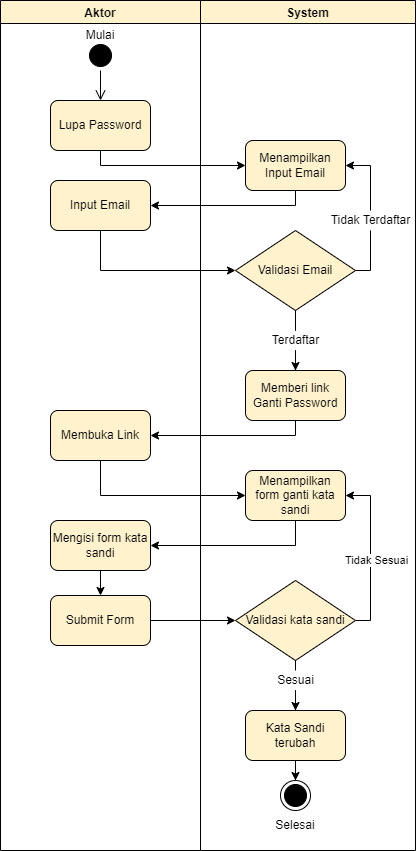 Aktor
System
Mulai
Lupa Password
Menampilkan
Input Email
Input Email
Tidak Terdaftar
Validasi Email
Terdaftar
Memberi link
Ganti Password
Membuka Link
Menampilkan
form ganti kata
sandi
Mengisi form kata
sandi
Tidak Sesuai
Submit Form
Validasi kata sandi
Sesuai
Kata Sandi
terubah
Selesai